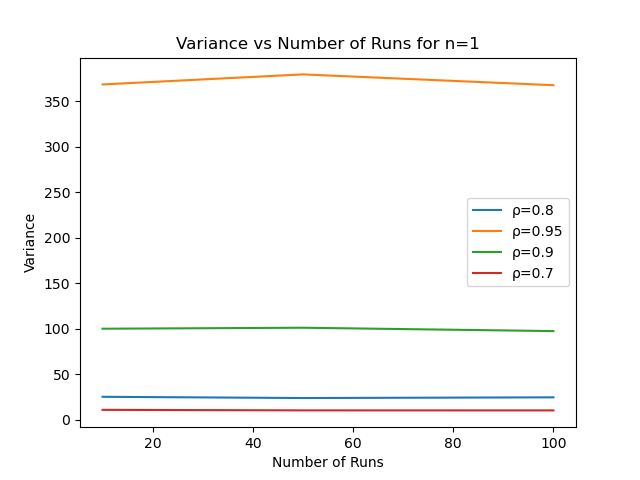 Variance vs Number of Runs for n=1
Variance
350
300
250
200
150
100
50
0
ρ=0.8
ρ=0.95
ρ=0.9
ρ=0.7
20
40
60
80
100
Number of Runs